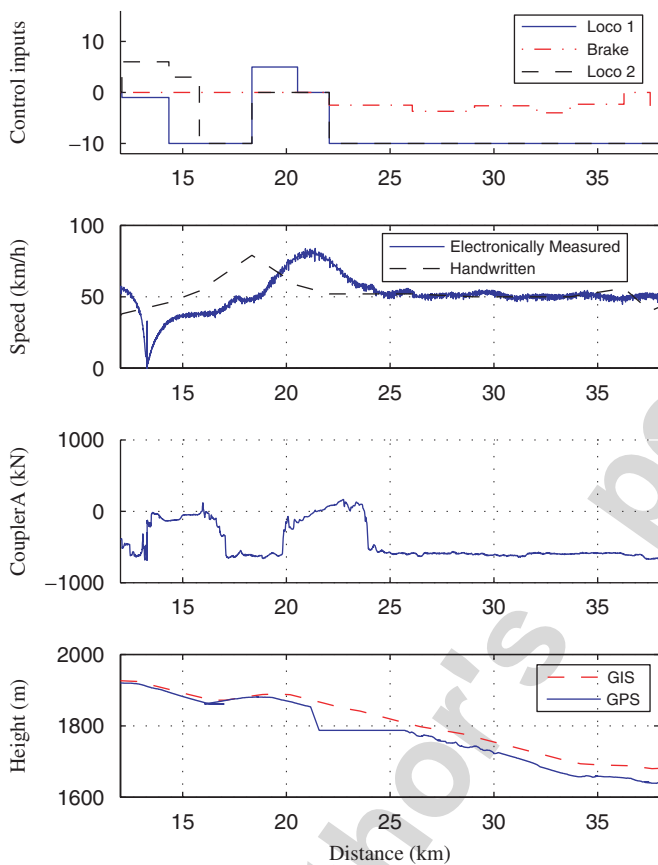 Control inputs
10
0
−10
Loco 1
Brake
Loco 2
15
20
25
30
35
Speed (km/h)
100
50
0
Electronically Measured
Handwritten
15
20
25
30
35
CouplerA (kN)
1000
0
−1000
15
20
25
30
35
Height (m)
2000
1800
1600
GIS
GPS
15
20
25
30
35
Distance (km)
hor's
p